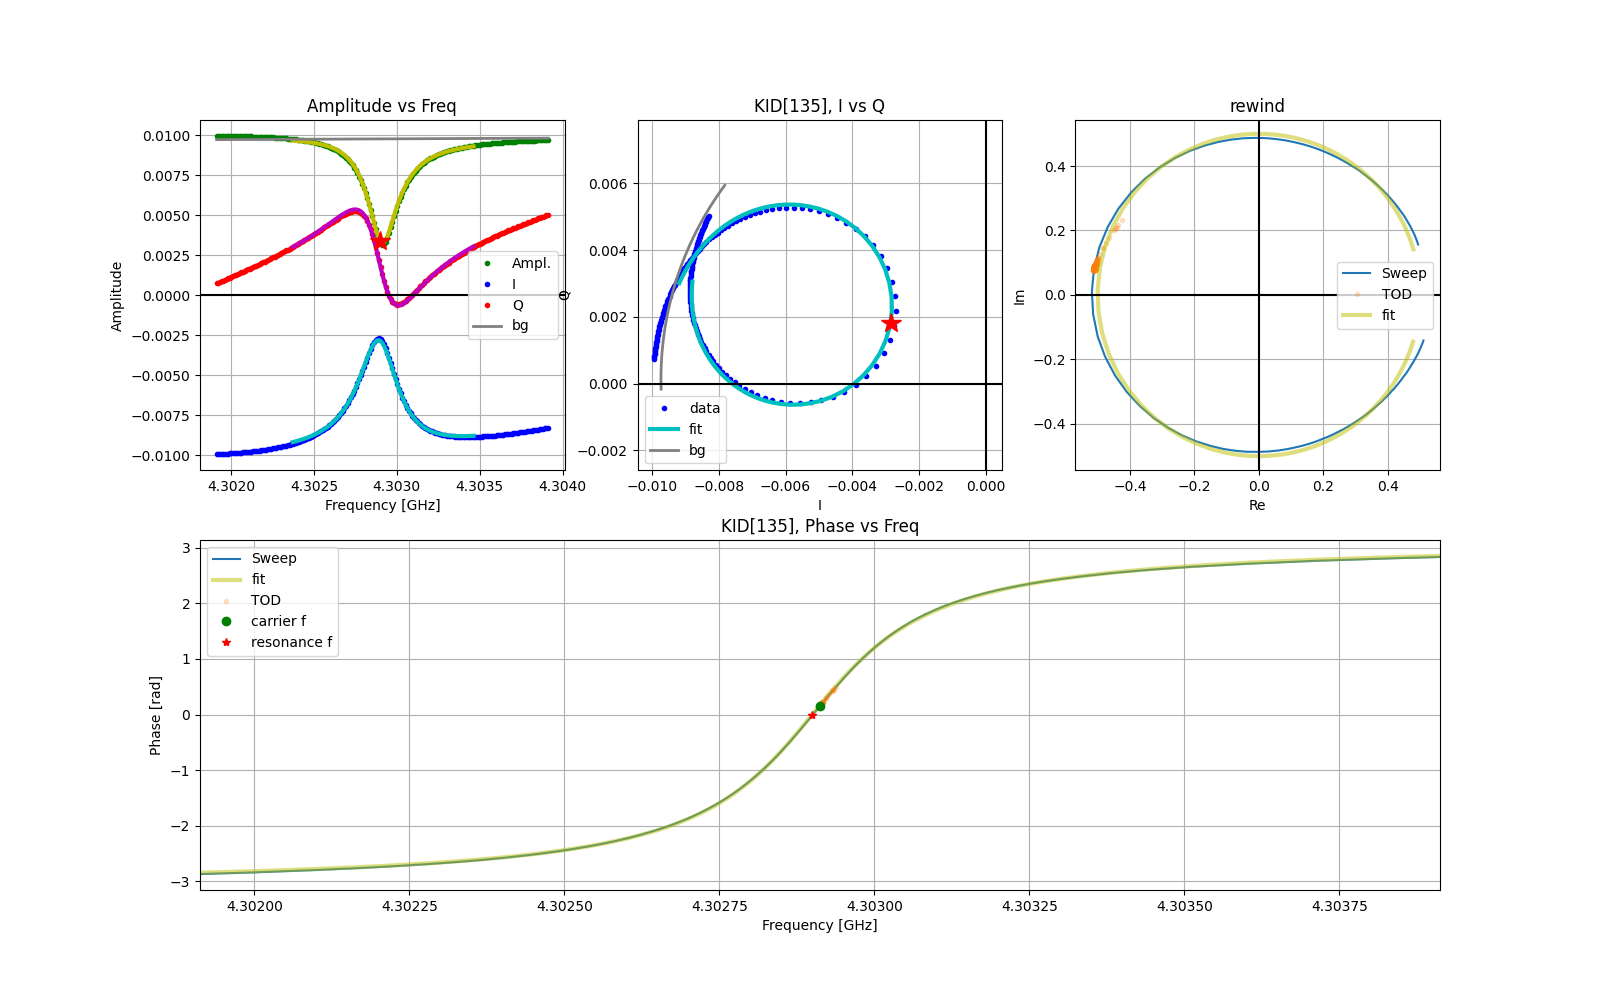 Amplitude vs Freq
Amplitude
0.0100
0.0075
0.0050
0.0025
0.0000
−0.0025
−0.0050
−0.0075
−0.0100
Ampl.
I
Q
bg
4.3020
4.3025
4.3030
4.3035
4.3040
Frequency [GHz]
KID[135], I vs Q
Q
0.006
0.004
0.002
0.000
−0.002
data
fit
bg
−0.010
−0.008
−0.006
−0.004
−0.002
0.000
I
rewind
Im
0.4
0.2
0.0
−0.2
−0.4
Sweep
TOD
fit
−0.4
−0.2
0.0
0.2
0.4
Re
KID[135], Phase vs Freq
Phase [rad]
3
2
1
0
−1
−2
−3
Sweep
fit
TOD
carrier f
resonance f
4.30200
4.30225
4.30250
4.30275
4.30300
4.30325
4.30350
4.30375
Frequency [GHz]